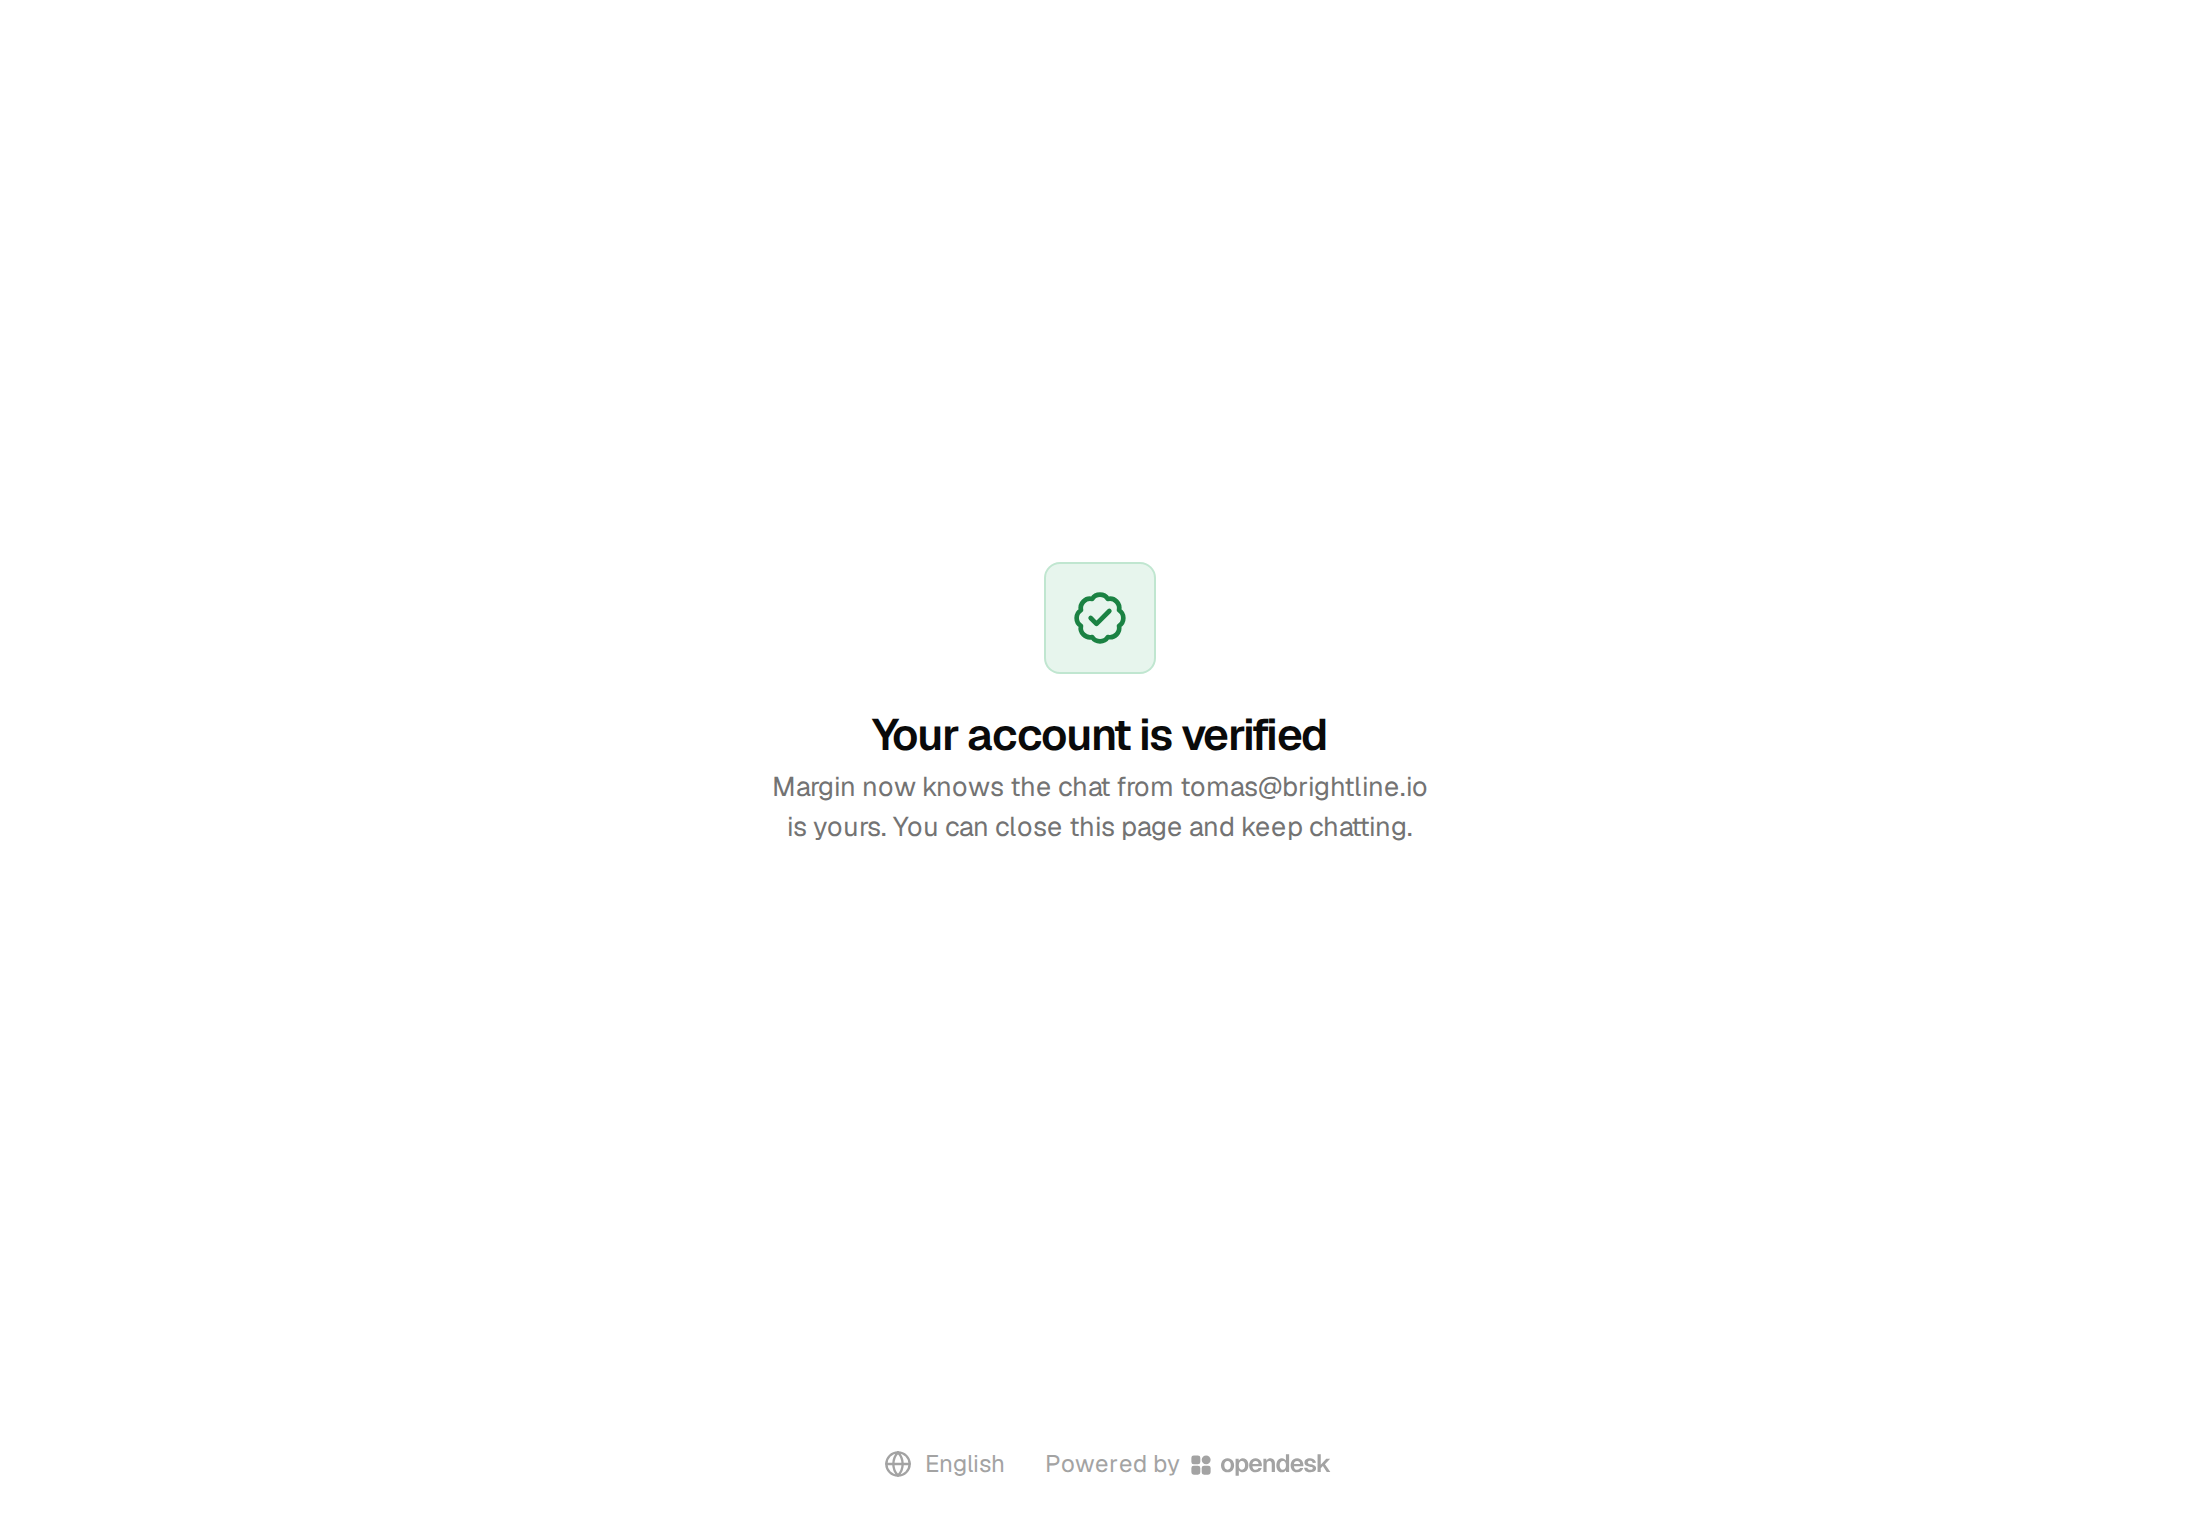 Your account is verified
Margin now knows the chat from tomas@brightline.io
is yours. You can close this page and keep chatting.
English
Powered by opendesk